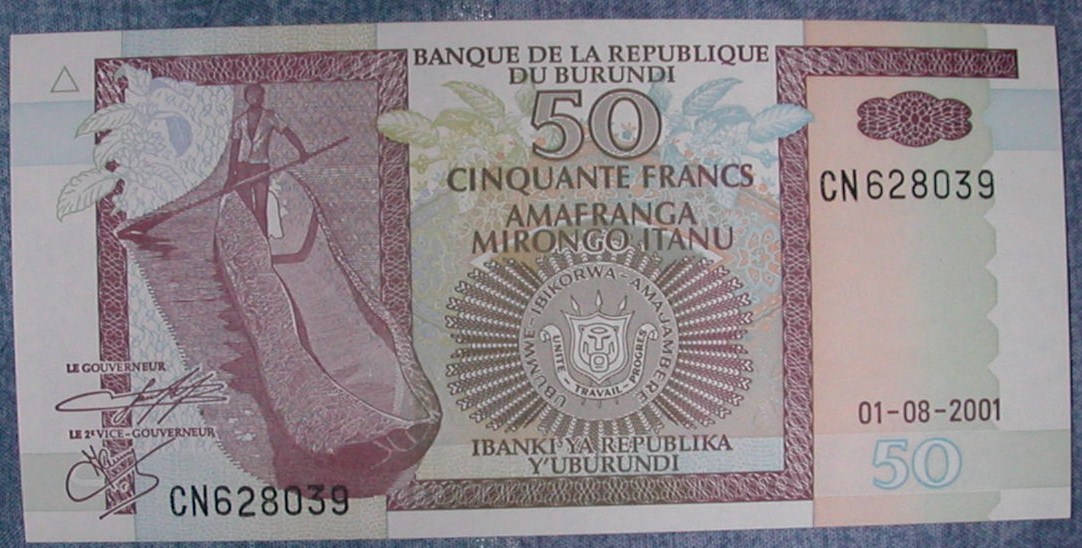 BANQUE DE LA REPUBLIQUE
DU BURUNDI
50
CINQUANTE FRANCS
CN628039
AMAFRANGA
MIRONGO ITANU
UBUMWE-IBIKORWA-AMAJAMBERE
UNITE - TRAVAIL - PROGRES
LE GOUVERNEUR
01-08-2001
LE 2ᵉ VICE-GOUVERNEUR
IBANKI YA REPUBLIKA
Y'UBURUNDI
50
CN628039